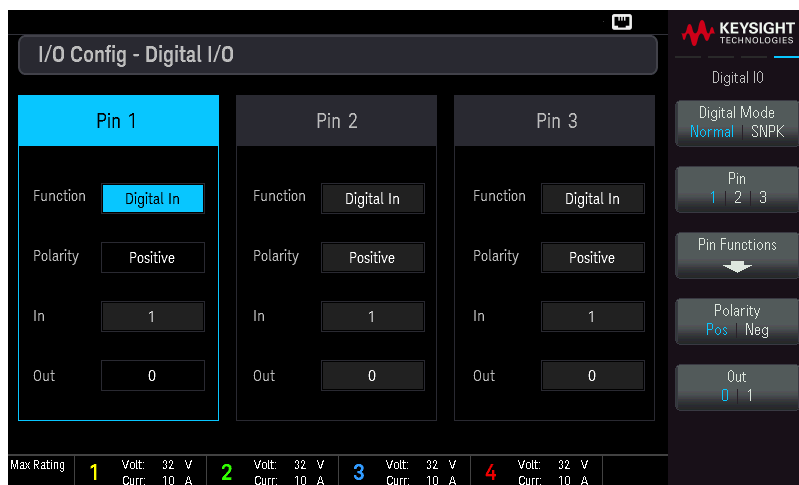 KEYSIGHT
TECHNOLOGIES
I/O Config - Digital I/O
Digital IO
Pin 1 Pin 2 Pin 3
Digital Mode
Normal | SNPK
Pin
1 | 2 | 3
Function Digital In Function Digital In Function Digital In
Pin Functions
Polarity Positive Polarity Positive Polarity Positive
In 1 In 1 In 1
Polarity
Pos | Neg
Out 0 Out 0 Out 0
Out
0 | 1
Max Rating 1 Volt: 32 V 2 Volt: 32 V 3 Volt: 32 V 4 Volt: 32 V
Curr: 10 A Curr: 10 A Curr: 10 A Curr: 10 A